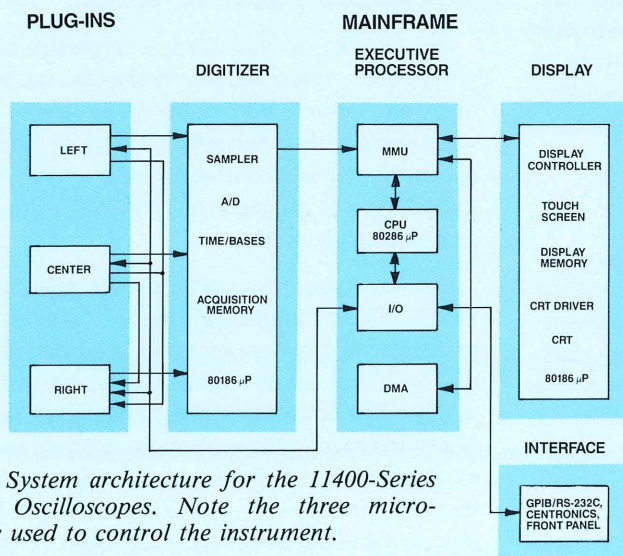 PLUG-INS
MAINFRAME
DIGITIZER
EXECUTIVE
PROCESSOR
DISPLAY
LEFT
CENTER
RIGHT
SAMPLER
A/D
TIME/BASES
ACQUISITION
MEMORY
80186 μP
MMU
CPU
80286 μP
I/O
DMA
DISPLAY
CONTROLLER
TOUCH
SCREEN
DISPLAY
MEMORY
CRT DRIVER
CRT
80186 μP
INTERFACE
GPIB/RS-232C,
CENTRONICS,
FRONT PANEL
System architecture for the 11400-Series
Oscilloscopes. Note the three micro-
used to control the instrument.